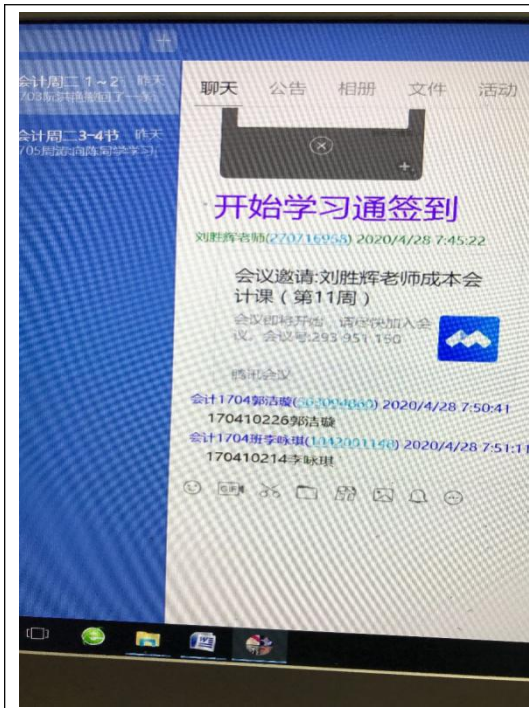 会计周二 1~2 昨天
会计周二3-4节 昨天
聊天 公告 相册 文件 活动
开始学习通签到
刘胜辉老师(270716958) 2020/4/28 7:45:22
会议邀请:刘胜辉老师成本会
计课（第11周）
会议即将开始，请尽快加入会
议，会议号:293 951 150
腾讯会议
会计1704郭洁璇 2020/4/28 7:50:41
170410226郭洁璇
会计1704班李咏琪(1042001148) 2020/4/28 7:51:11
170410214李咏琪
GIF